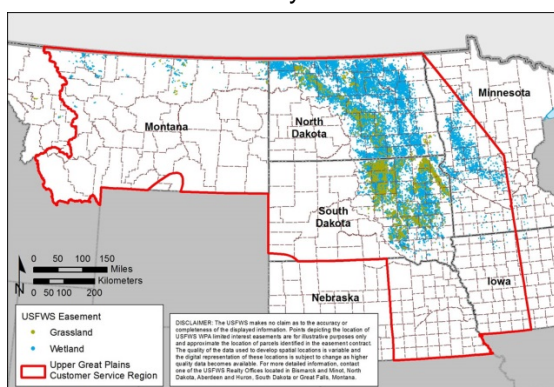 Montana
North
Dakota
Minnesota
South
Dakota
Nebraska
Iowa
0 50 100 150
Miles
Kilometers
0 50 100 200
N
USFWS Easement
Grassland
Wetland
Upper Great Plains
Customer Service Region
DISCLAIMER: The USFWS makes no claim as to the accuracy or
completeness of the displayed information. Points depicting the location of
USFWS WPA limited interest easements are for illustrative purposes only
and approximate the location of parcels identified in the easement contract.
The quality of the data used to develop spatial locations is variable and
the digital representation of these locations is subject to change as higher
quality data becomes available. For more detailed information, contact
one of the USFWS Realty Offices located in Bismarck and Minot, North
Dakota, Aberdeen and Huron, South Dakota or Great Falls, Montana.